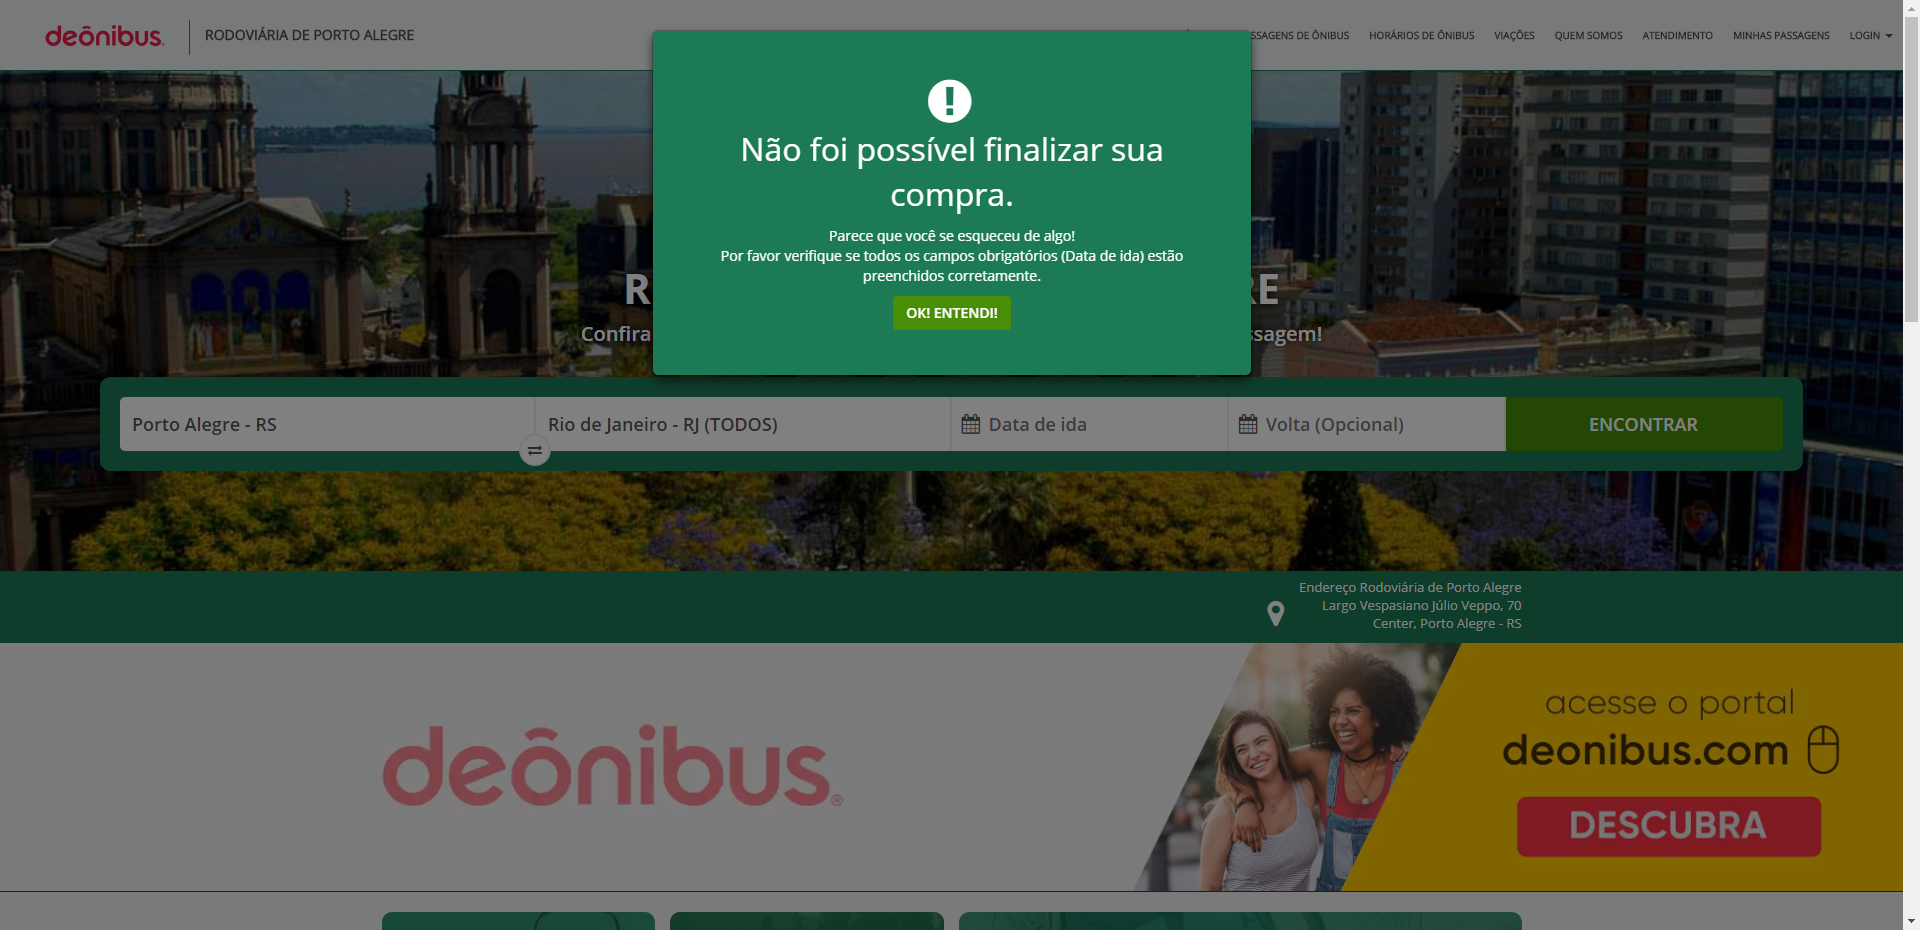 deônibus.
RODOVIÁRIA DE PORTO ALEGRE
SSAGENS DE ÔNIBUS
HORÁRIOS DE ÔNIBUS
VIAÇÕES
QUEM SOMOS
ATENDIMENTO
MINHAS PASSAGENS
LOGIN
Não foi possível finalizar sua
compra.
Parece que você se esqueceu de algo!
Por favor verifique se todos os campos obrigatórios (Data de ida) estão
preenchidos corretamente.
OK! ENTENDI!
R
RE
Confira
ssagem!
Porto Alegre - RS
Rio de Janeiro - RJ (TODOS)
Data de ida
Volta (Opcional)
ENCONTRAR
Endereço Rodoviária de Porto Alegre
Largo Vespasiano Júlio Veppo, 70
Center, Porto Alegre - RS
deônibus®
acesse o portal
deonibus.com
DESCUBRA